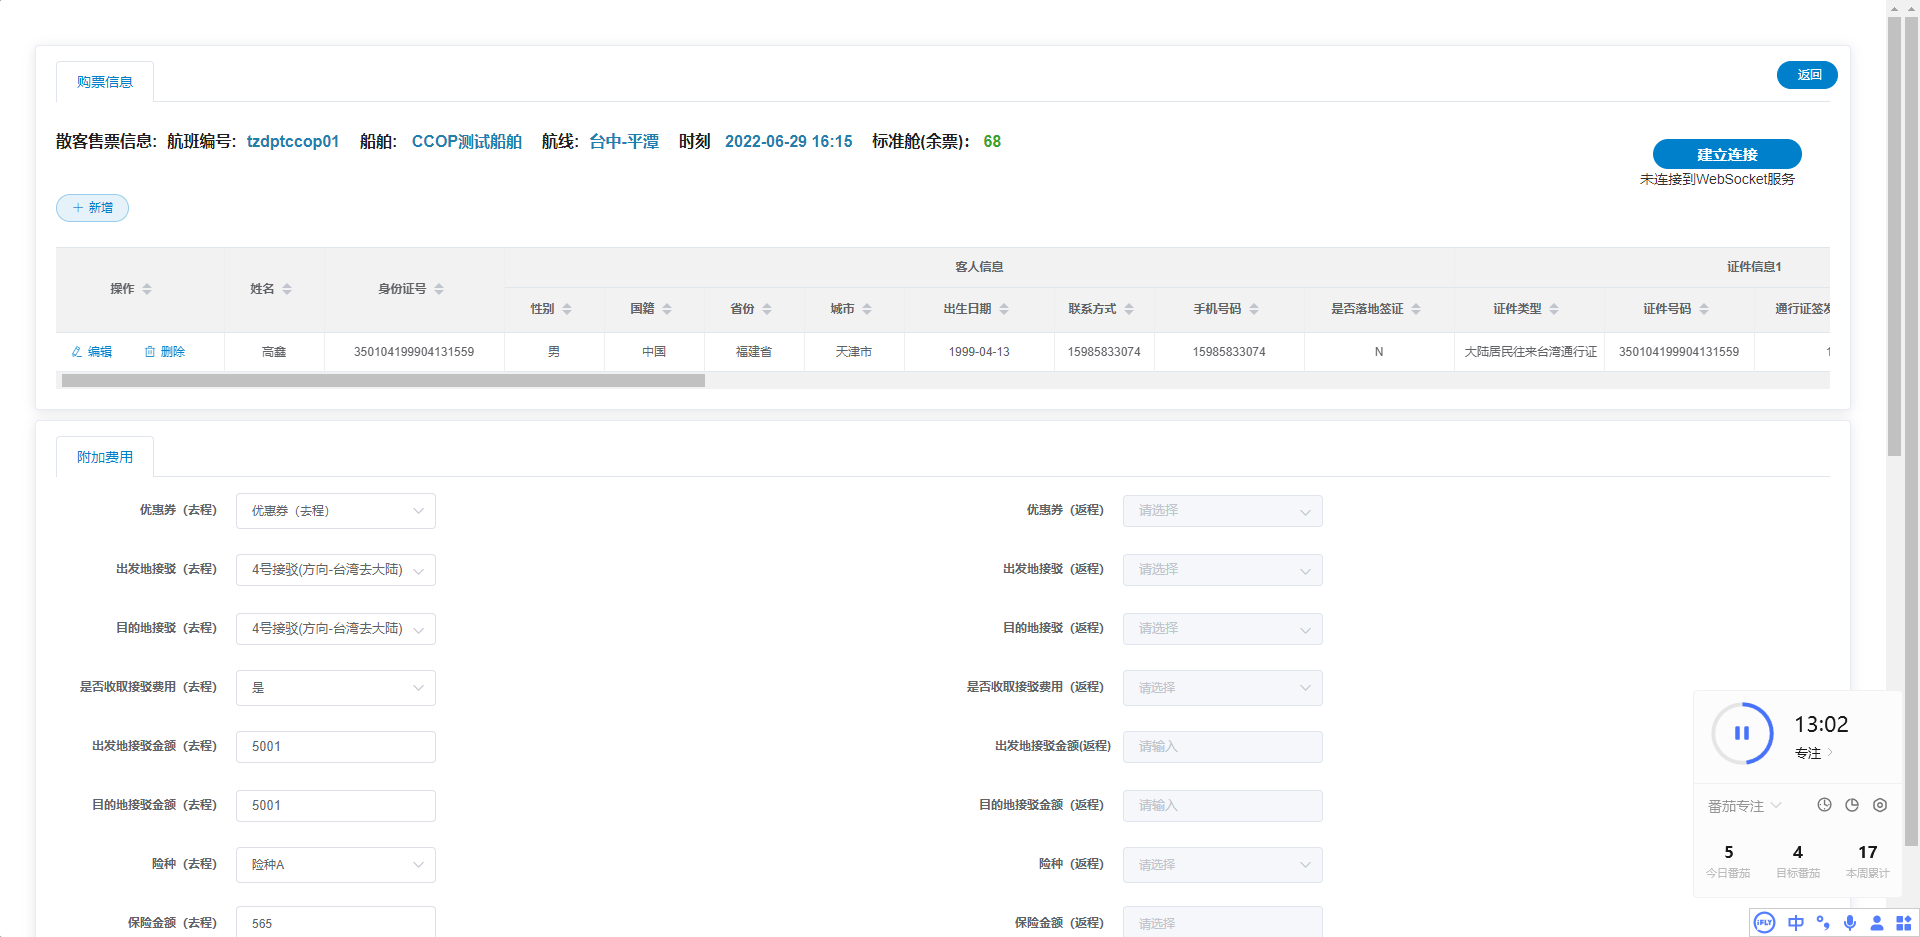 购票信息
返回
散客售票信息: 航班编号: tzdptccop01 船舶: CCOP测试船舶 航线: 台中-平潭 时刻 2022-06-29 16:15 标准舱(余票): 68
建立连接
未连接到WebSocket服务
+ 新增
操作 姓名 身份证号 客人信息 证件信息1
性别 国籍 省份 城市 出生日期 联系方式 手机号码 是否落地签证 证件类型 证件号码 通行证签发
编辑 删除 高鑫 350104199904131559 男 中国 福建省 天津市 1999-04-13 15985833074 15985833074 N 大陆居民往来台湾通行证 350104199904131559 1
附加费用
优惠券（去程） 优惠券（去程） 优惠券（返程） 请选择
出发地接驳（去程） 4号接驳(方向-台湾去大陆) 出发地接驳（返程） 请选择
目的地接驳（去程） 4号接驳(方向-台湾去大陆) 目的地接驳（返程） 请选择
是否收取接驳费用（去程） 是 是否收取接驳费用（返程） 请选择
出发地接驳金额（去程） 5001 出发地接驳金额(返程) 请输入
目的地接驳金额（去程） 5001 目的地接驳金额（返程） 请输入
险种（去程） 险种A 险种（返程） 请选择
保险金额（去程） 565 保险金额（返程） 请选择
13:02
专注
番茄专注
5 4 17
今日番茄 目标番茄 本周累计
iFLY 中